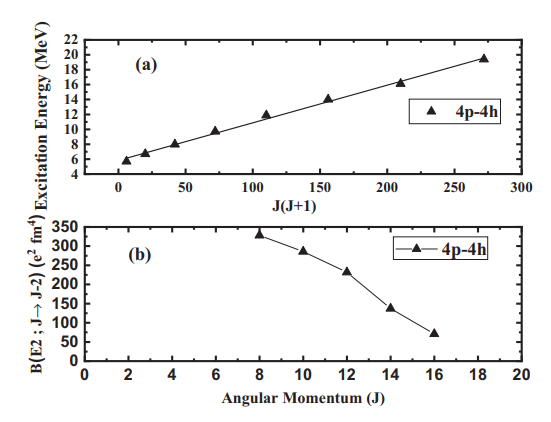 22
20
18
16
14
12
10
8
6
4
Excitation Energy (MeV)
(a)
4p-4h
0 50 100 150 200 250 300
J(J+1)
350
300
250
200
150
100
50
0
B(E2 ; J→ J-2) (e² fm⁴)
(b)
4p-4h
0 2 4 6 8 10 12 14 16 18 20
Angular Momentum (J)